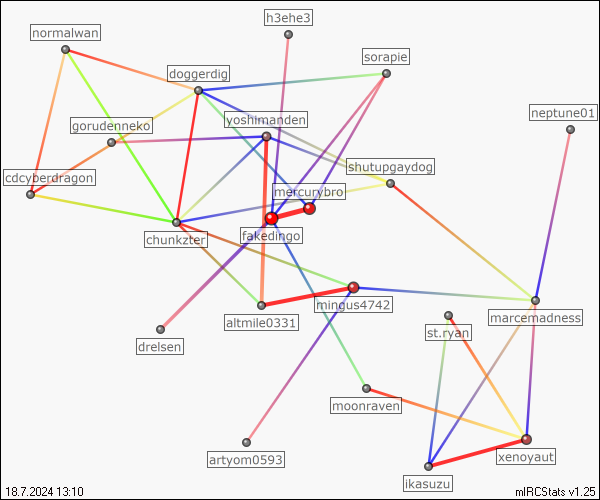 h3ehe3
normalwan
sorapie
doggerdig
neptune01
yoshimanden
gorudenneko
shutupgaydog
cdcyberdragon
mercurybro
fakedingo
chunkzter
mingus4742
altmile0331
marcemadness
st.ryan
drelsen
moonraven
artyom0593
xenoyaut
ikasuzu
18.7.2024 13:10
mIRCStats v1.25